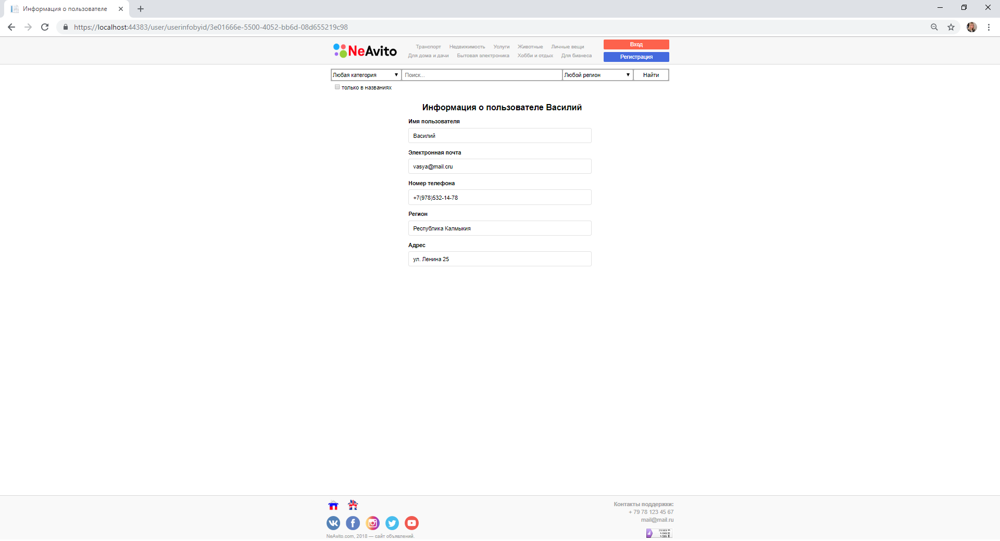 Информация о пользователе
https://localhost:44383/user/userinfobyid/3e01666e-5500-4052-bb6d-08d655219c98
NeAvito
Транспорт Недвижимость Услуги Животные Личные вещи
Для дома и дачи Бытовая электроника Хобби и отдых Для бизнеса
Вход
Регистрация
Любая категория Поиск... Любой регион Найти
только в названиях
Информация о пользователе Василий
Имя пользователя
Василий
Электронная почта
vasya@mail.cru
Номер телефона
+7(978)532-14-78
Регион
Республика Калмыкия
Адрес
ул. Ленина 25
Контакты поддержки:
+ 79 78 123 45 67
mail@mail.ru
NeAvito.com, 2018 — сайт объявлений.